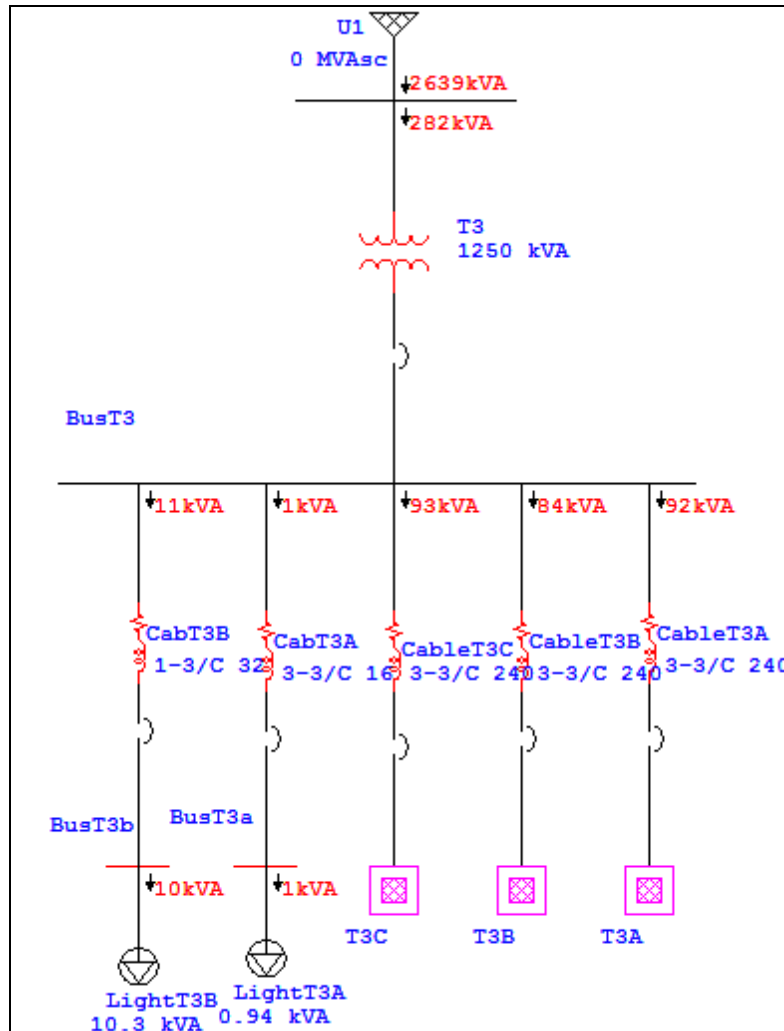 U1
0 MVAsc
2639kVA
282kVA
T3
1250 kVA
BusT3
11kVA
1kVA
93kVA
84kVA
92kVA
CabT3B
1-3/C 32
CabT3A
3-3/C 16
CableT3C
3-3/C 240
CableT3B
3-3/C 240
CableT3A
3-3/C 240
BusT3b
BusT3a
10kVA
1kVA
T3C
T3B
T3A
LightT3B
10.3 kVA
LightT3A
0.94 kVA